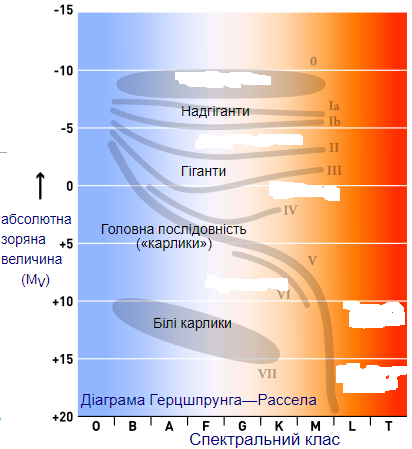 -15
-10
0
Ia
Надгіганти
Ib
-5
II
Гіганти
III
0
абсолютна
зоряна
величина
(MV)
IV
Головна послідовність
(«карлики»)
+5
V
VI
+10
Білі карлики
+15
VII
Діаграма Герцшпрунга—Рассела
+20
O B A F G K M L T
Спектральний клас